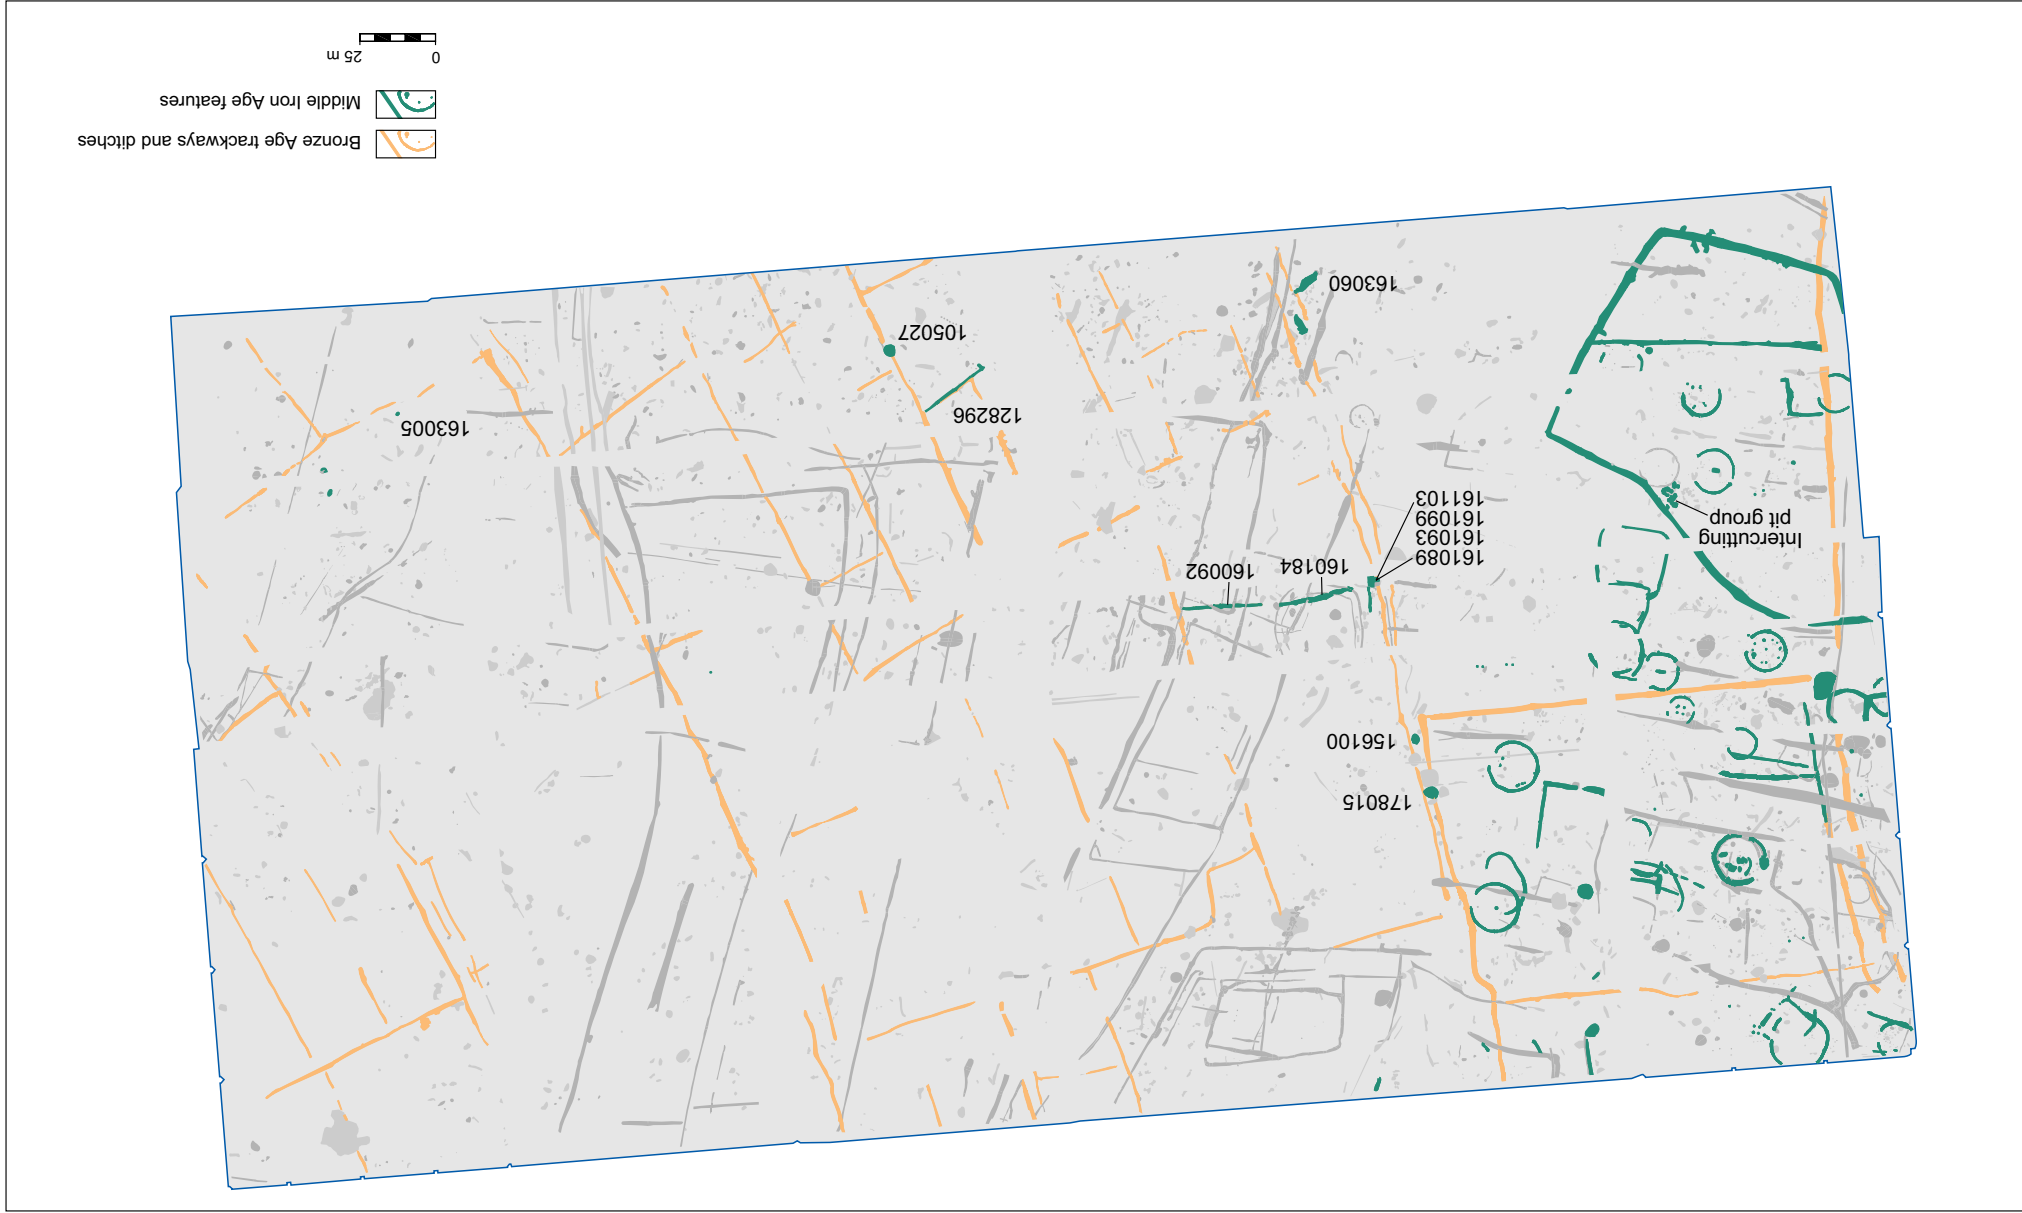 178015
156100
Intercutting
pit group
161089
161093
161099
161103
160184
160092
163005
128296
105027
163060
Bronze Age trackways and ditches
Middle Iron Age features
0 25 m